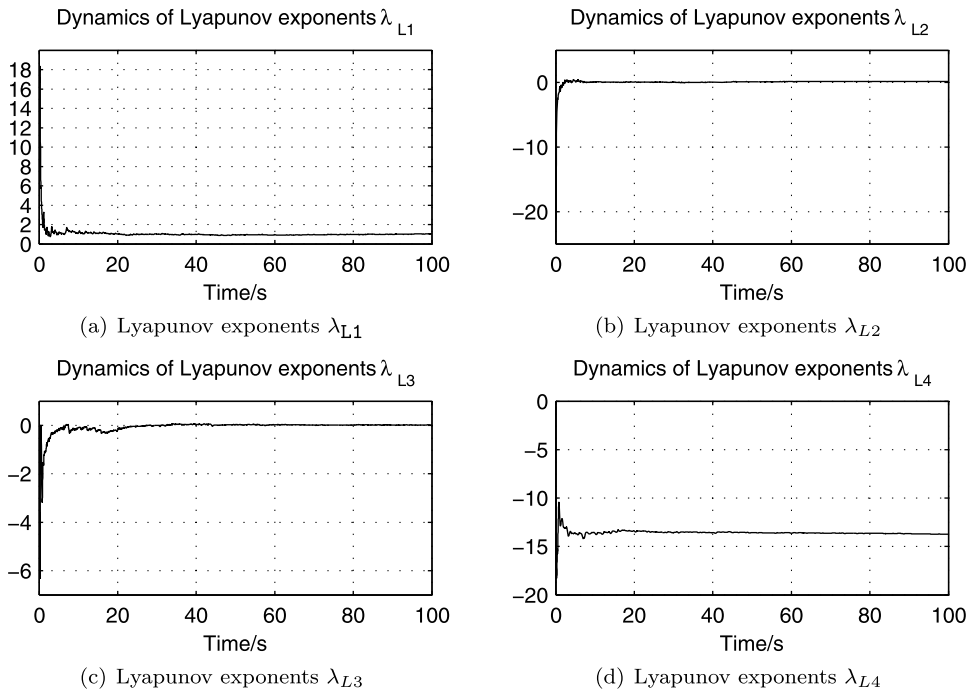 Dynamics of Lyapunov exponents λ L1
18
16
14
12
10
8
6
4
2
0
0 20 40 60 80 100
Time/s
(a) Lyapunov exponents λL1
Dynamics of Lyapunov exponents λ L2
0
−10
−20
0 20 40 60 80 100
Time/s
(b) Lyapunov exponents λL2
Dynamics of Lyapunov exponents λ L3
0
−2
−4
−6
0 20 40 60 80 100
Time/s
(c) Lyapunov exponents λL3
Dynamics of Lyapunov exponents λ L4
0
−5
−10
−15
−20
0 20 40 60 80 100
Time/s
(d) Lyapunov exponents λL4